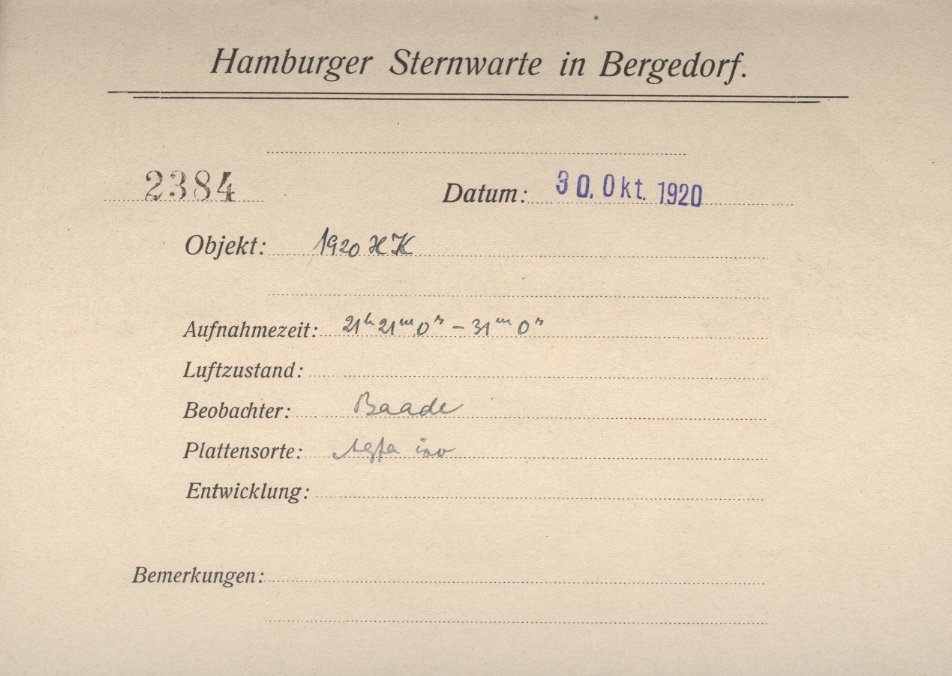 Hamburger Sternwarte in Bergedorf.
2384 Datum: 30. Okt. 1920
Objekt: 1920 HK
Aufnahmezeit: 21h 21m 0s – 31m 0s
Luftzustand:
Beobachter: Baade
Plattensorte: Agfa
Entwicklung:
Bemerkungen: